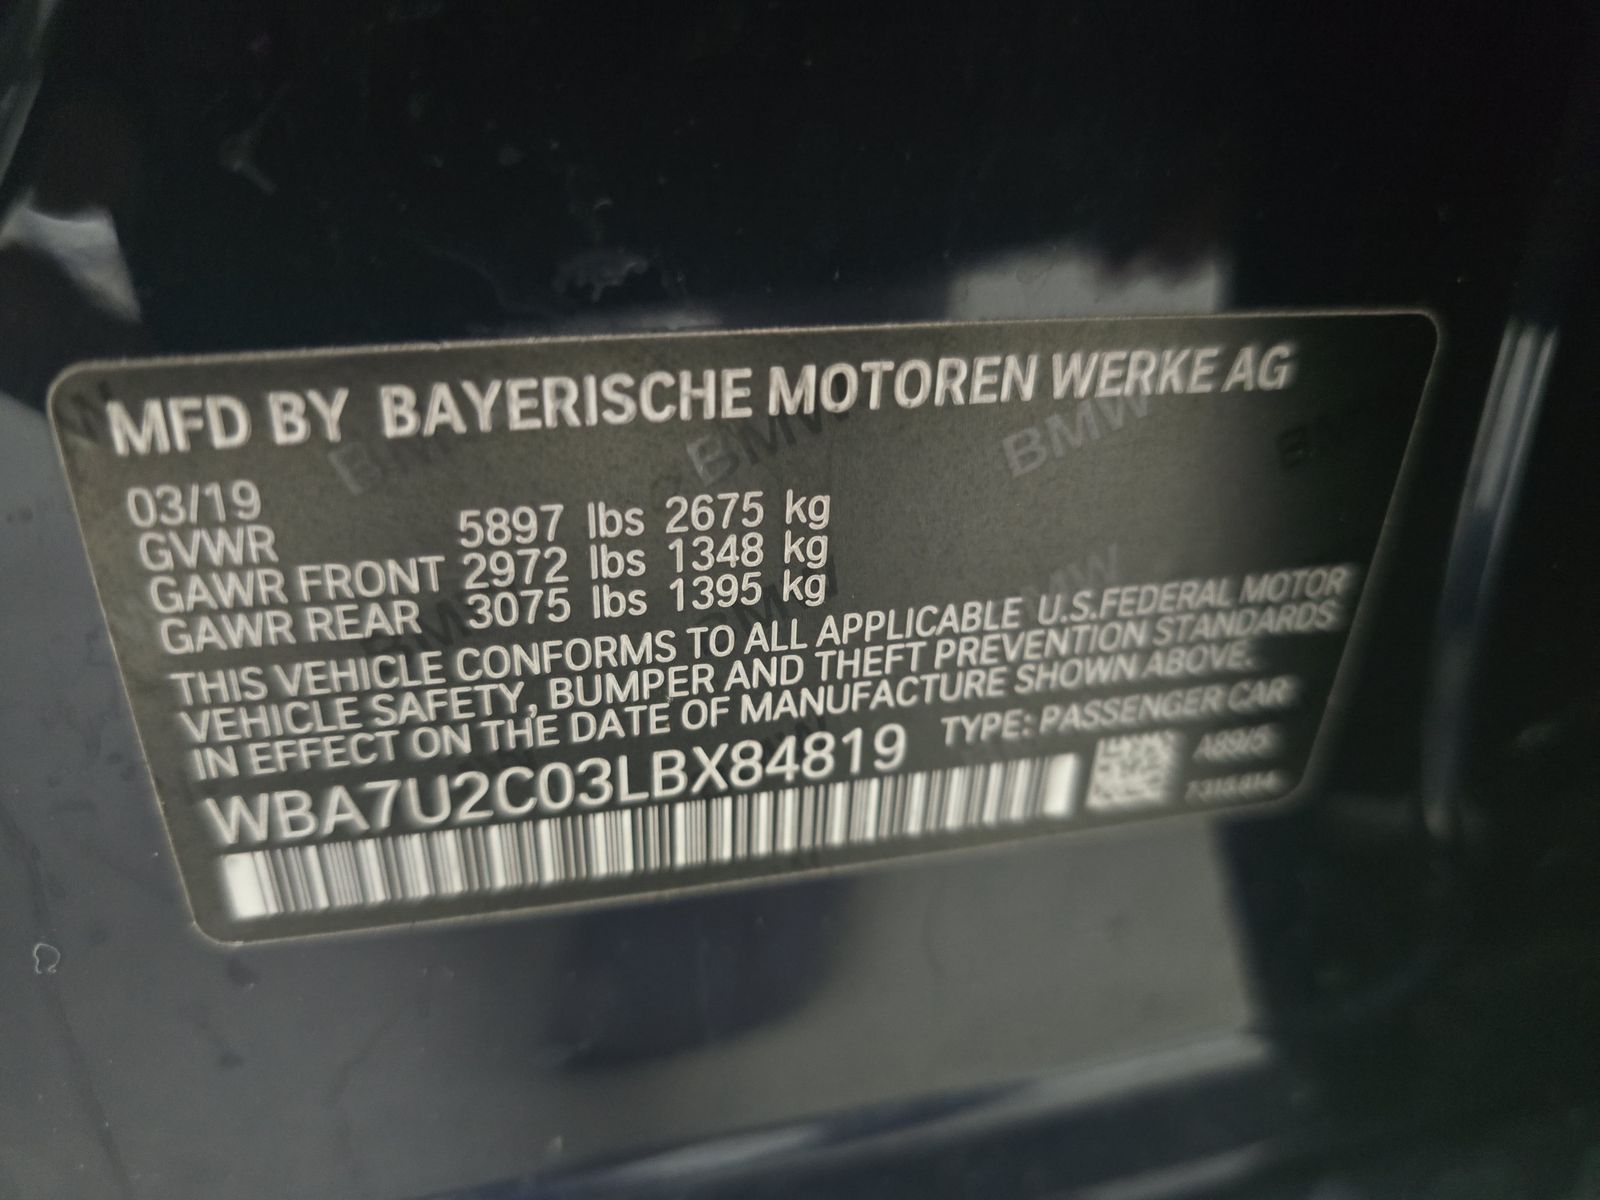 MFD BY BAYERISCHE MOTOREN WERKE AG
03/19
GVWR 5897 lbs 2675 kg
GAWR FRONT 2972 lbs 1348 kg
GAWR REAR 3075 lbs 1395 kg
THIS VEHICLE CONFORMS TO ALL APPLICABLE U.S.FEDERAL MOTOR
VEHICLE SAFETY, BUMPER AND THEFT PREVENTION STANDARDS
IN EFFECT ON THE DATE OF MANUFACTURE SHOWN ABOVE.
WBA7U2C03LBX84819 TYPE: PASSENGER CAR